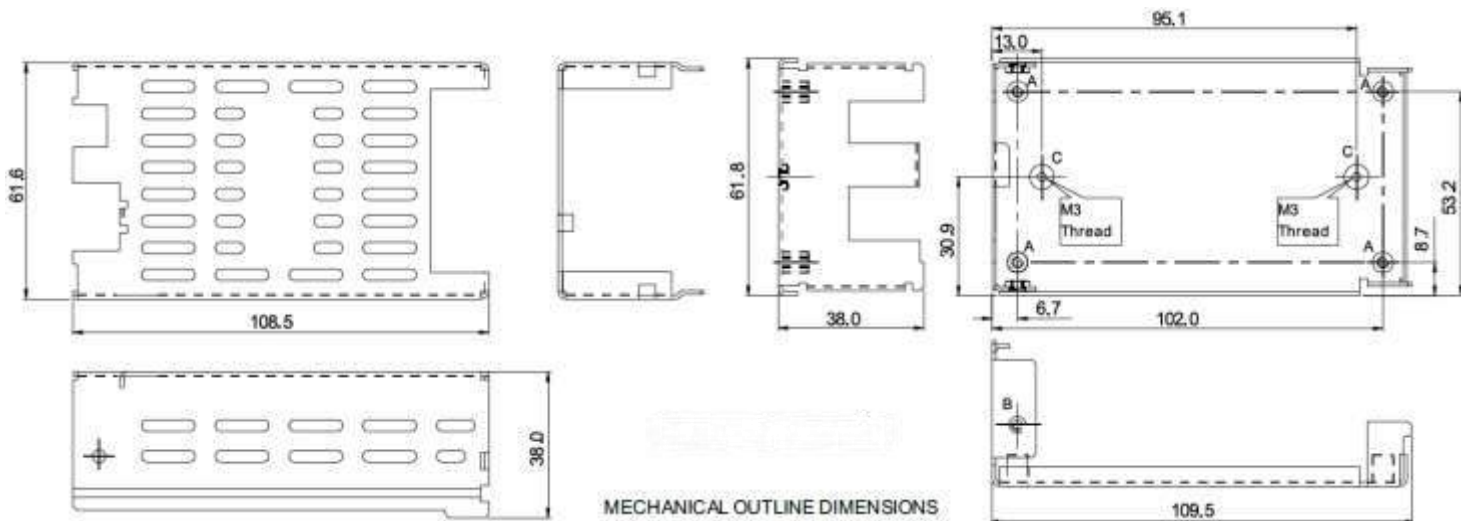 95.1
13.0
A
A
61.6
61.8
C
C
53.2
M3
Thread
M3
Thread
30.9
8.7
A
A
6.7
108.5
38.0
102.0
B
38.0
MECHANICAL OUTLINE DIMENSIONS
109.5